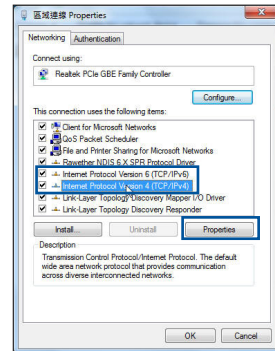 區域連線 Properties
Networking Authentication
Connect using:
Realtek PCIe GBE Family Controller
Configure...
This connection uses the following items:
Client for Microsoft Networks
QoS Packet Scheduler
File and Printer Sharing for Microsoft Networks
Rawether NDIS 6.X SPR Protocol Driver
Internet Protocol Version 6 (TCP/IPv6)
Internet Protocol Version 4 (TCP/IPv4)
Link-Layer Topology Discovery Mapper I/O Driver
Link-Layer Topology Discovery Responder
Install... Uninstall Properties
Description
Transmission Control Protocol/Internet Protocol. The default
wide area network protocol that provides communication
across diverse interconnected networks.
OK Cancel